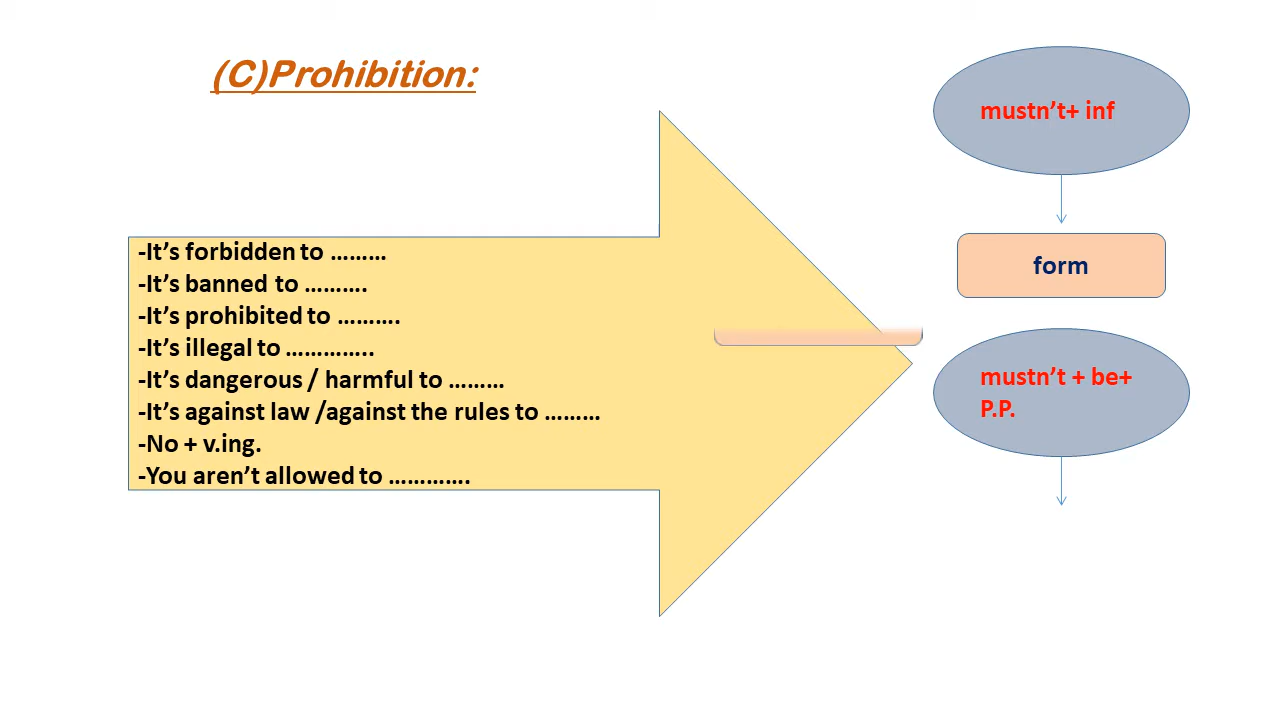 (C)Prohibition:
-It’s forbidden to ………
-It’s banned to ……….
-It’s prohibited to ……….
-It’s illegal to …………..
-It’s dangerous / harmful to ………
-It’s against law /against the rules to ………
-No + v.ing.
-You aren’t allowed to ………….
mustn’t+ inf
form
mustn’t + be+
P.P.